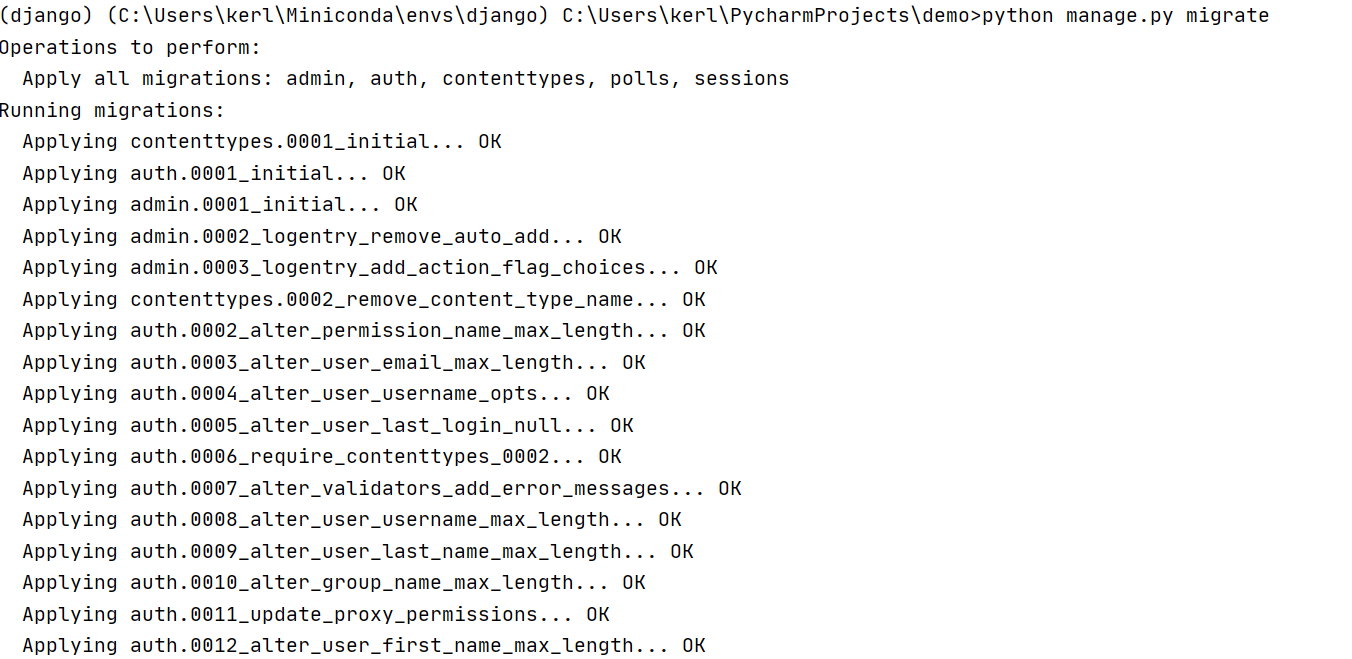 (django) (C:\Users\kerl\Miniconda\envs\django) C:\Users\kerl\PycharmProjects\demo>python manage.py migrate
Operations to perform:
  Apply all migrations: admin, auth, contenttypes, polls, sessions
Running migrations:
  Applying contenttypes.0001_initial... OK
  Applying auth.0001_initial... OK
  Applying admin.0001_initial... OK
  Applying admin.0002_logentry_remove_auto_add... OK
  Applying admin.0003_logentry_add_action_flag_choices... OK
  Applying contenttypes.0002_remove_content_type_name... OK
  Applying auth.0002_alter_permission_name_max_length... OK
  Applying auth.0003_alter_user_email_max_length... OK
  Applying auth.0004_alter_user_username_opts... OK
  Applying auth.0005_alter_user_last_login_null... OK
  Applying auth.0006_require_contenttypes_0002... OK
  Applying auth.0007_alter_validators_add_error_messages... OK
  Applying auth.0008_alter_user_username_max_length... OK
  Applying auth.0009_alter_user_last_name_max_length... OK
  Applying auth.0010_alter_group_name_max_length... OK
  Applying auth.0011_update_proxy_permissions... OK
  Applying auth.0012_alter_user_first_name_max_length... OK